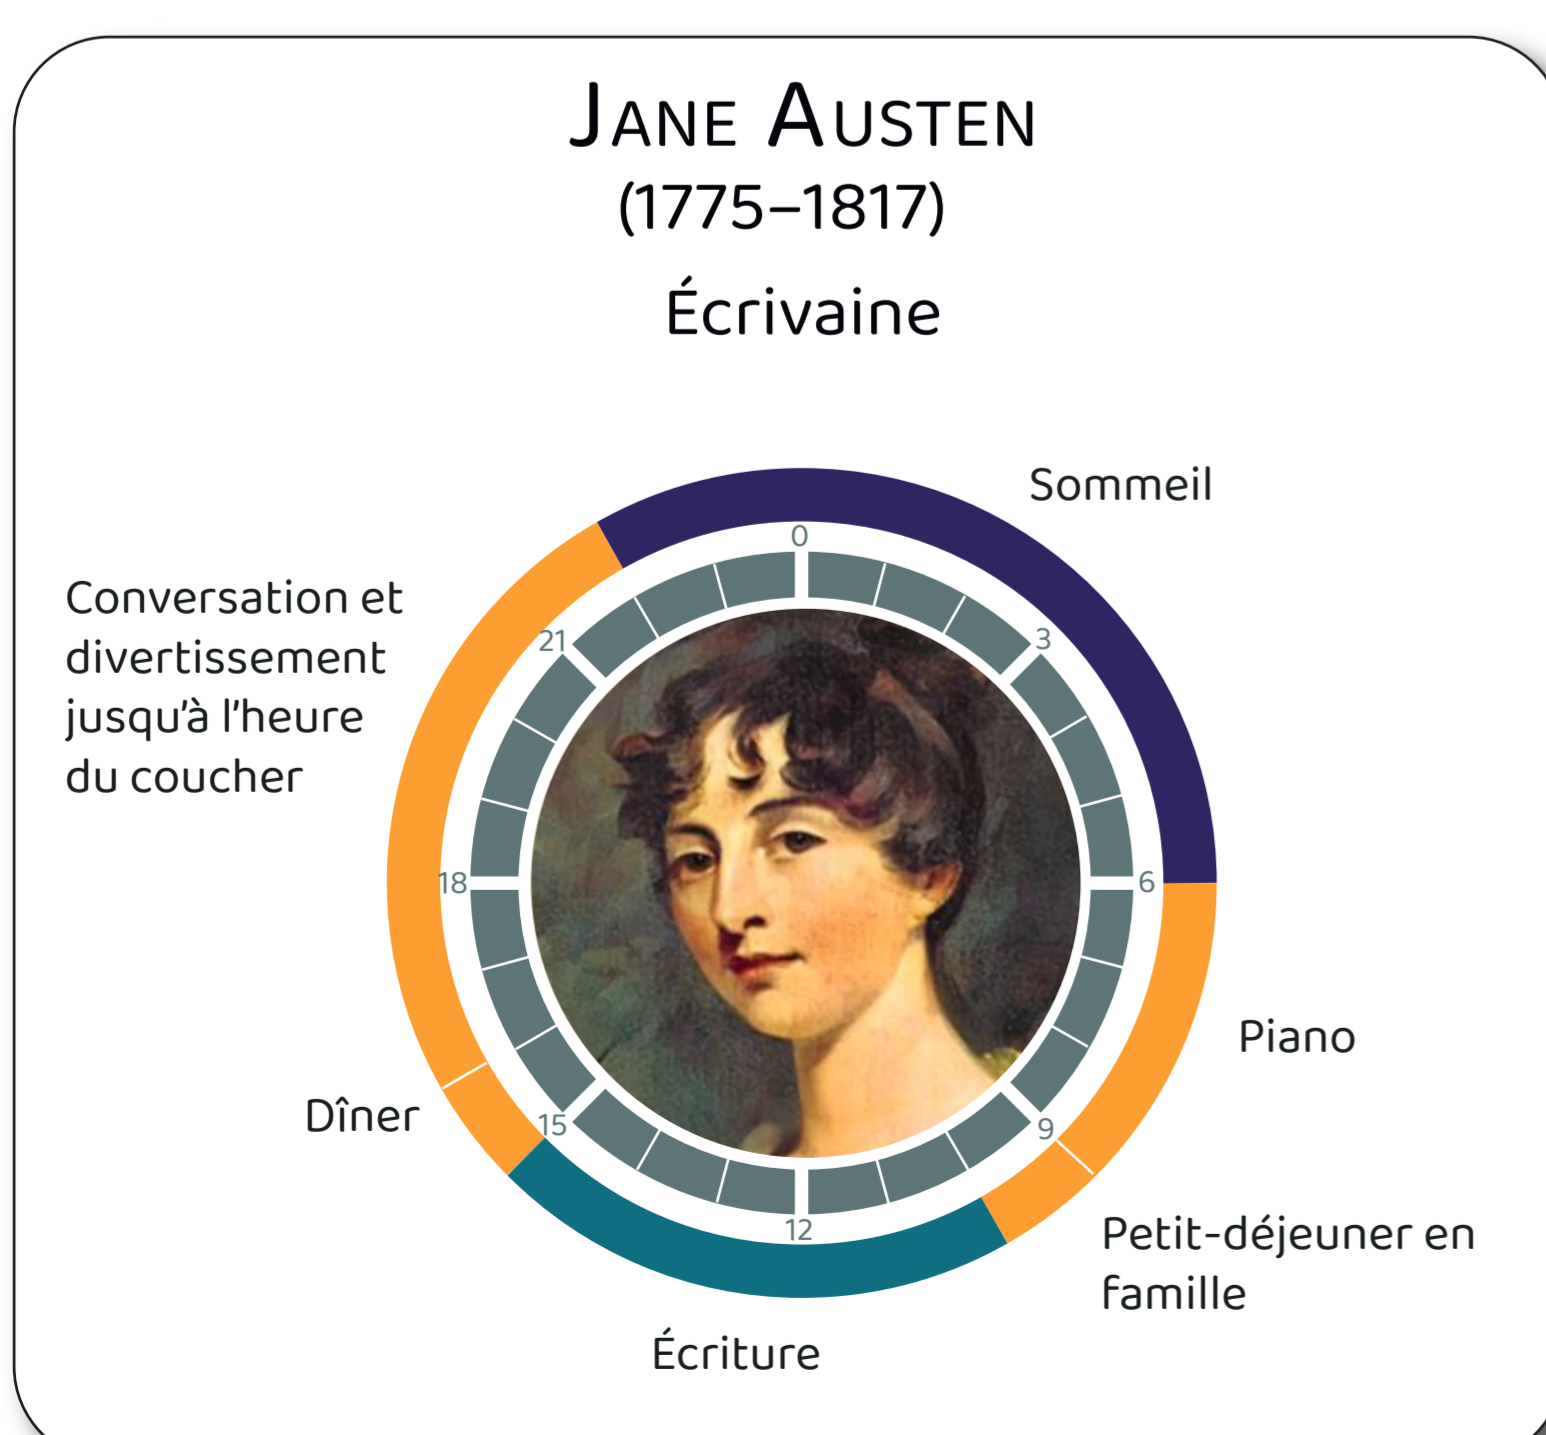 JANE AUSTEN
(1775–1817)
Écrivaine
Sommeil
0
Conversation et
divertissement
jusqu’à l’heure
du coucher
21
3
18
6
Piano
Dîner
15
9
12
Petit-déjeuner en
famille
Écriture